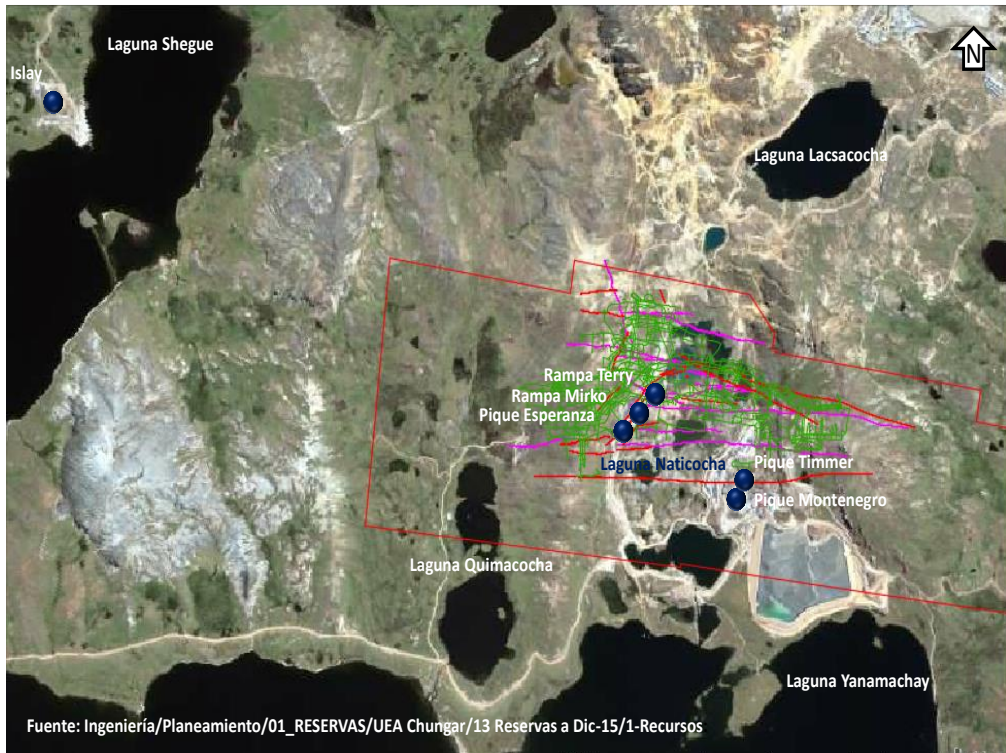 Laguna Shegue
Islay
N
Laguna Lacsacocha
Rampa Terry
Rampa Mirko
Pique Esperanza
Laguna Naticocha
Pique Timmer
Pique Montenegro
Laguna Quimacocha
Laguna Yanamachay
Fuente: Ingeniería/Planeamiento/01_RESERVAS/UEA Chungar/13 Reservas a Dic-15/1-Recursos